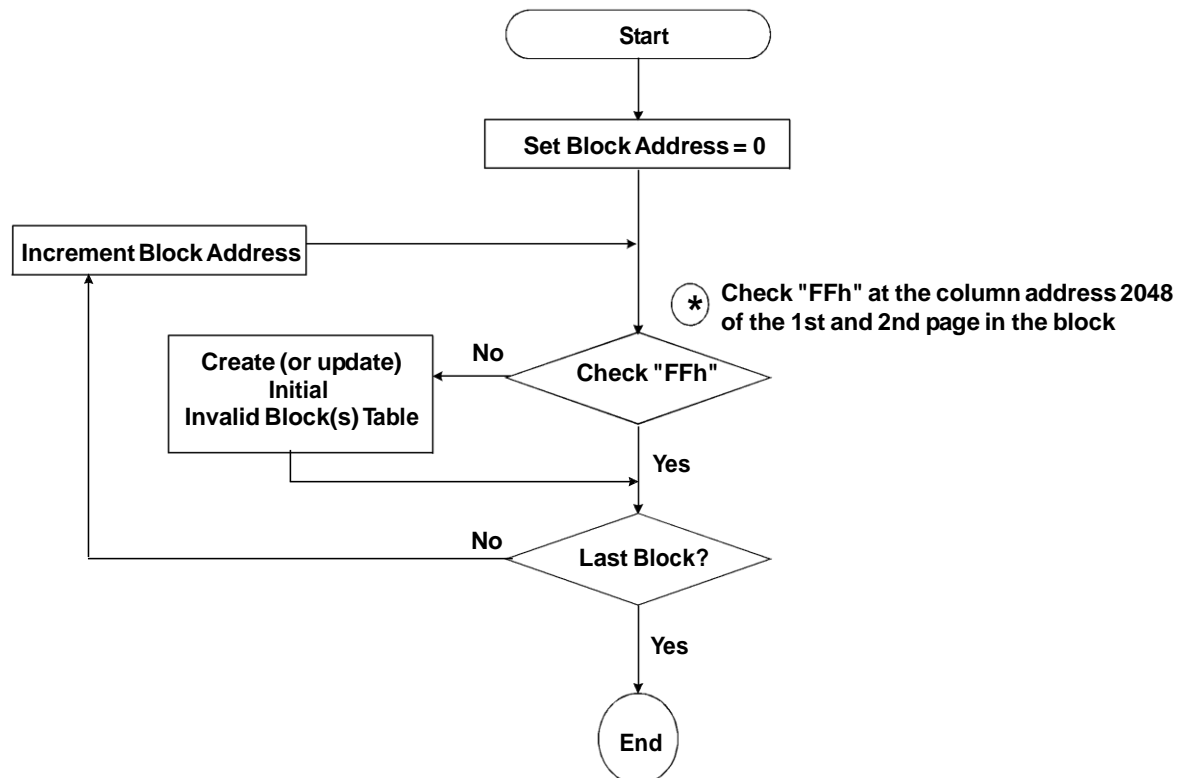 Start
Set Block Address = 0
Increment Block Address
* Check "FFh" at the column address 2048
of the 1st and 2nd page in the block
No
Check "FFh"
Create (or update)
Initial
Invalid Block(s) Table
Yes
No
Last Block?
Yes
End